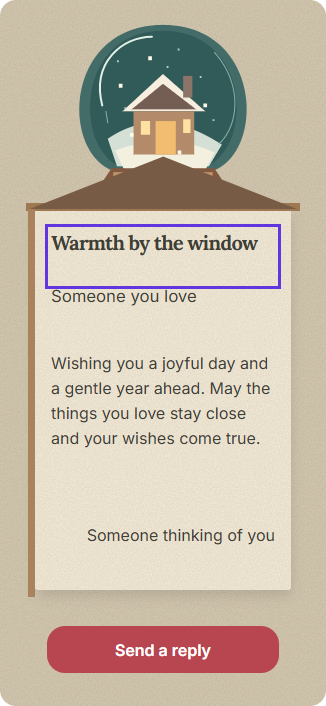 Warmth by the window
Someone you love
Wishing you a joyful day and
a gentle year ahead. May the
things you love stay close
and your wishes come true.
Someone thinking of you
Send a reply